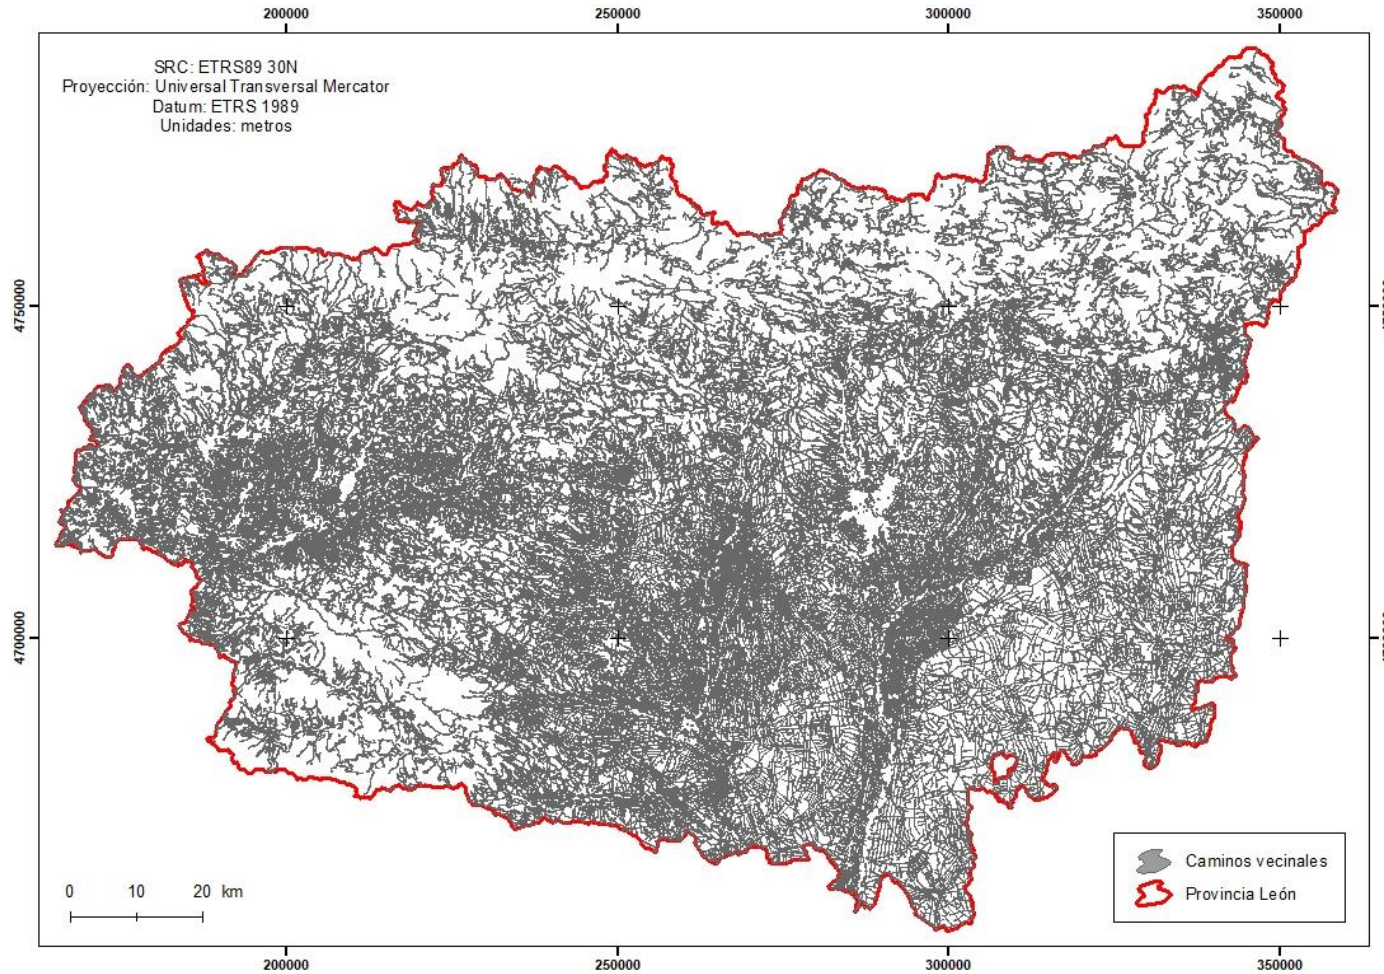 200000 250000 300000 350000
SRC: ETRS89 30N
Proyección: Universal Transversal Mercator
Datum: ETRS 1989
Unidades: metros
4750000
4700000
Caminos vecinales
Provincia León
0 10 20 km
200000 250000 300000 350000